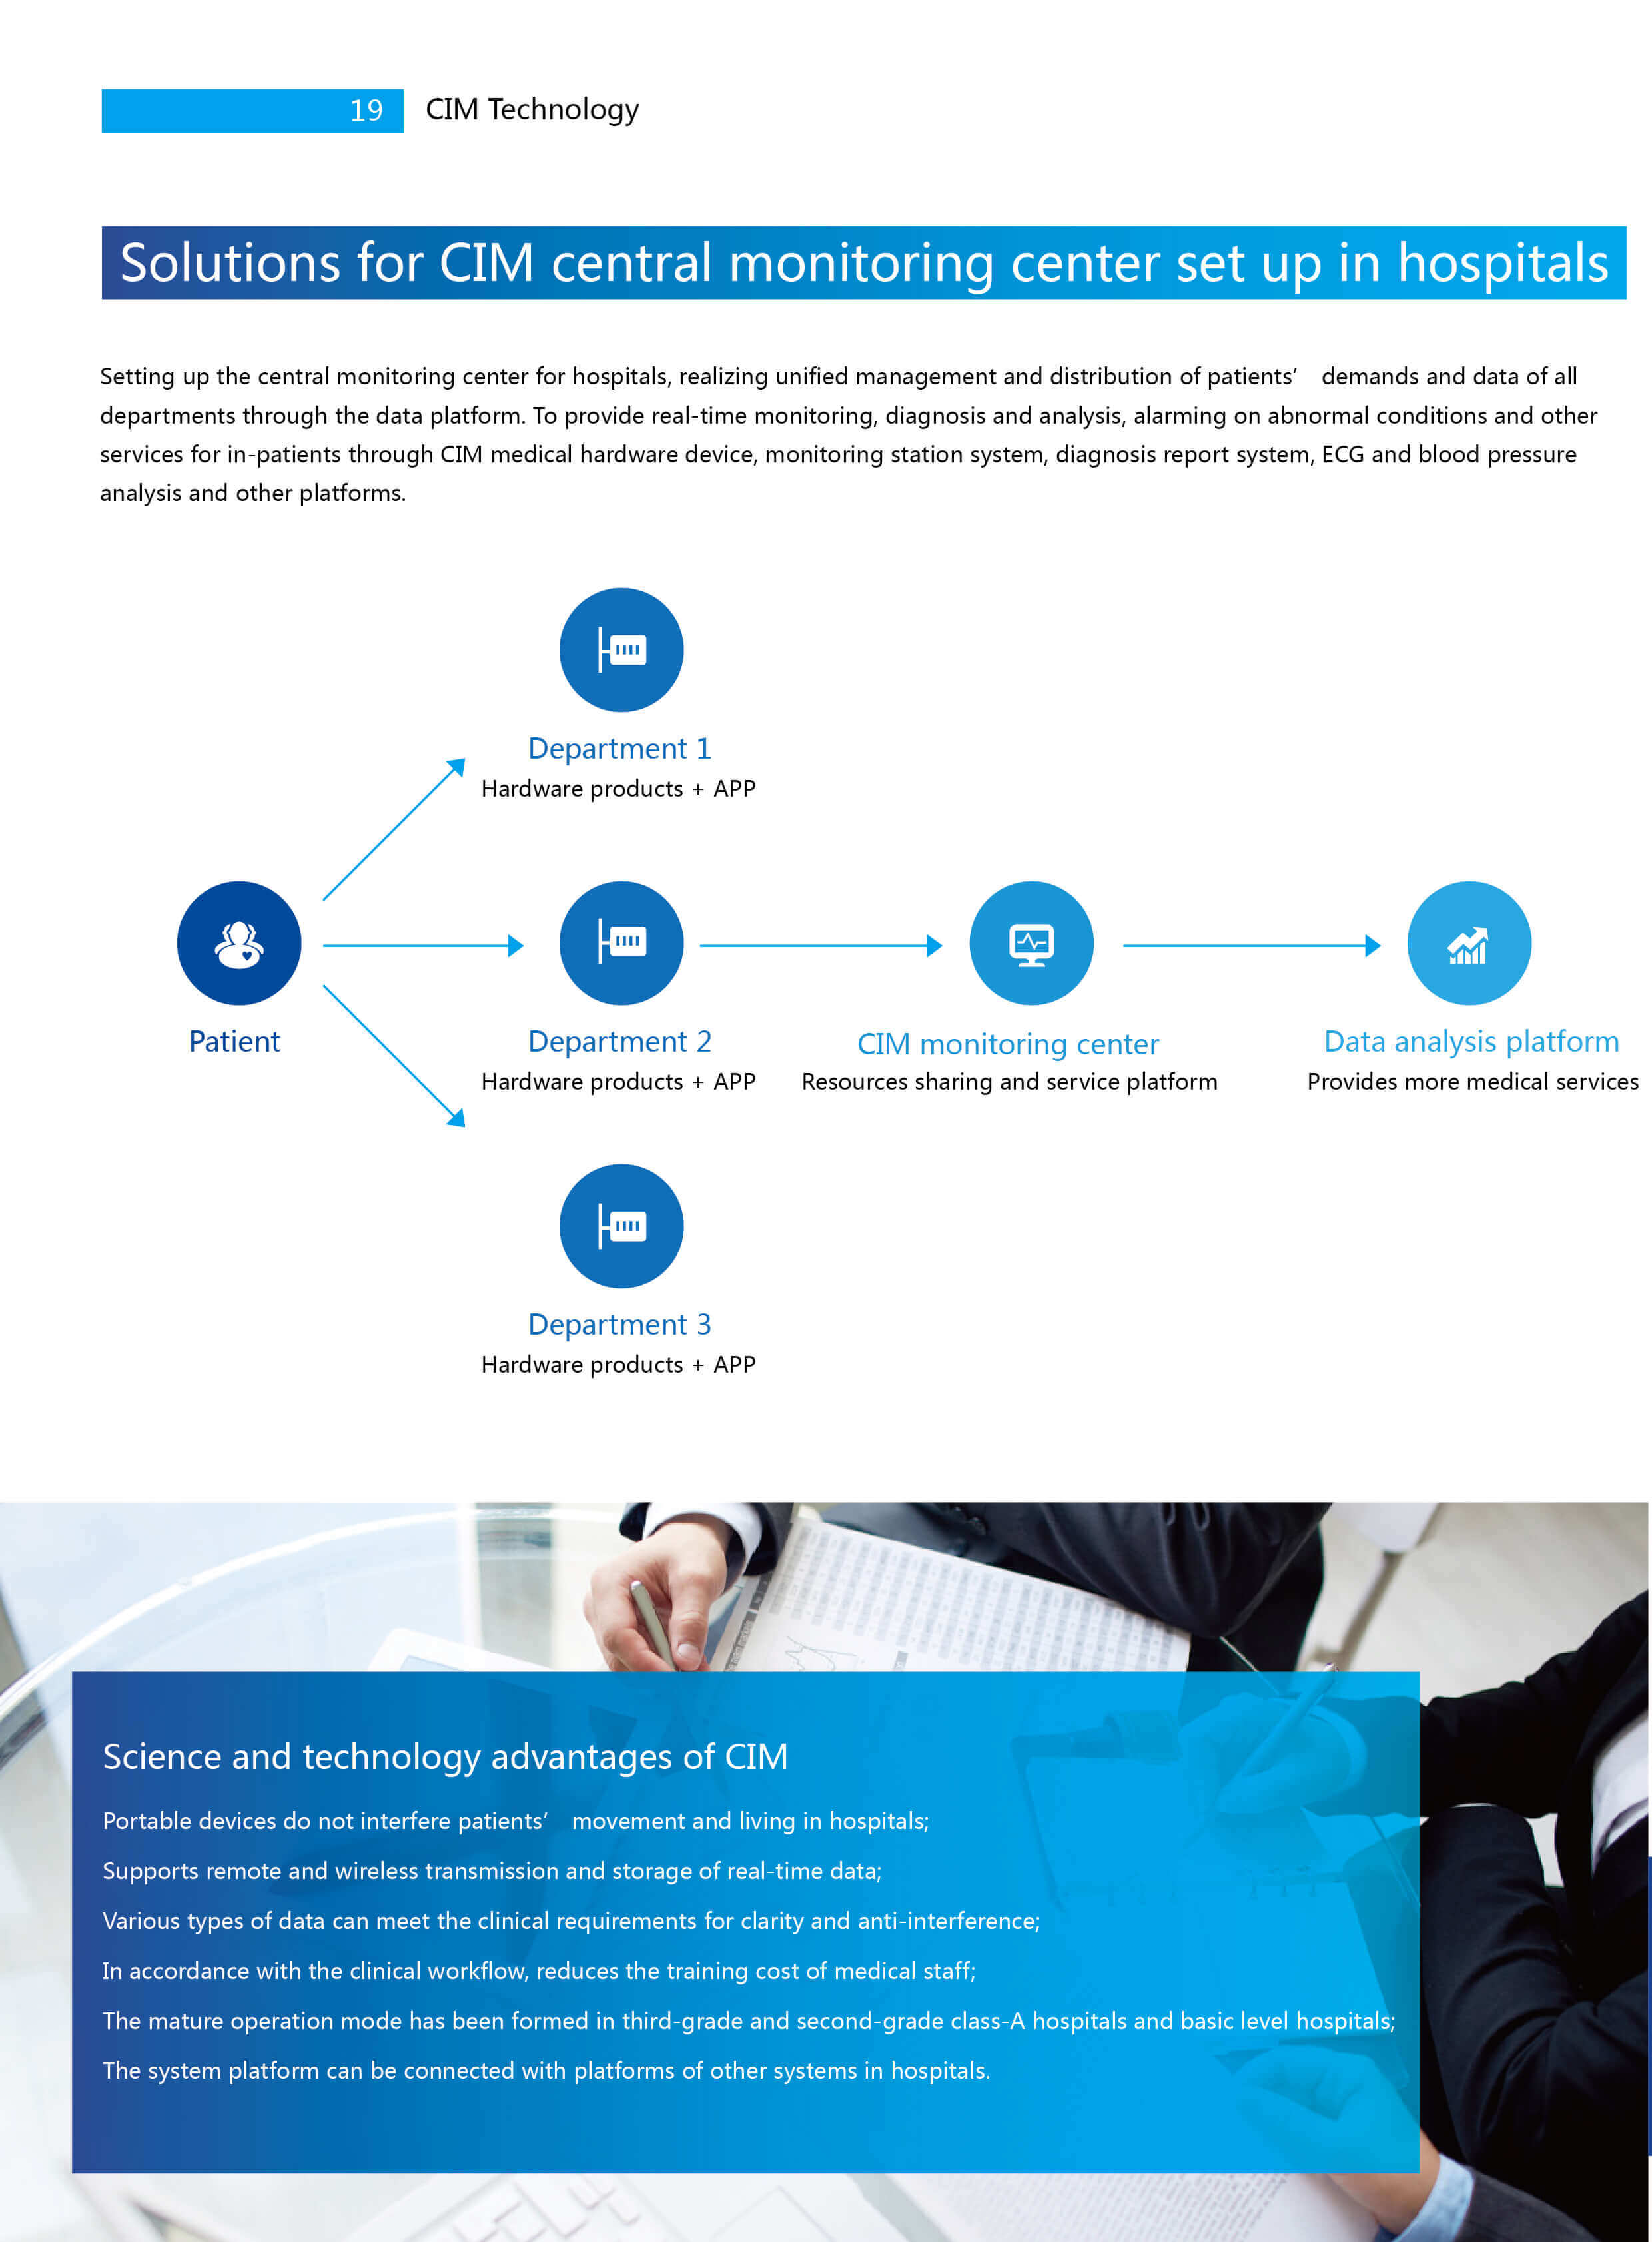 19 CIM Technology
Solutions for CIM central monitoring center set up in hospitals
Setting up the central monitoring center for hospitals, realizing unified management and distribution of patients’ demands and data of all
departments through the data platform. To provide real-time monitoring, diagnosis and analysis, alarming on abnormal conditions and other
services for in-patients through CIM medical hardware device, monitoring station system, diagnosis report system, ECG and blood pressure
analysis and other platforms.
Department 1
Hardware products + APP
Patient
Department 2
Hardware products + APP
CIM monitoring center
Resources sharing and service platform
Data analysis platform
Provides more medical services
Department 3
Hardware products + APP
Science and technology advantages of CIM
Portable devices do not interfere patients’ movement and living in hospitals;
Supports remote and wireless transmission and storage of real-time data;
Various types of data can meet the clinical requirements for clarity and anti-interference;
In accordance with the clinical workflow, reduces the training cost of medical staff;
The mature operation mode has been formed in third-grade and second-grade class-A hospitals and basic level hospitals;
The system platform can be connected with platforms of other systems in hospitals.